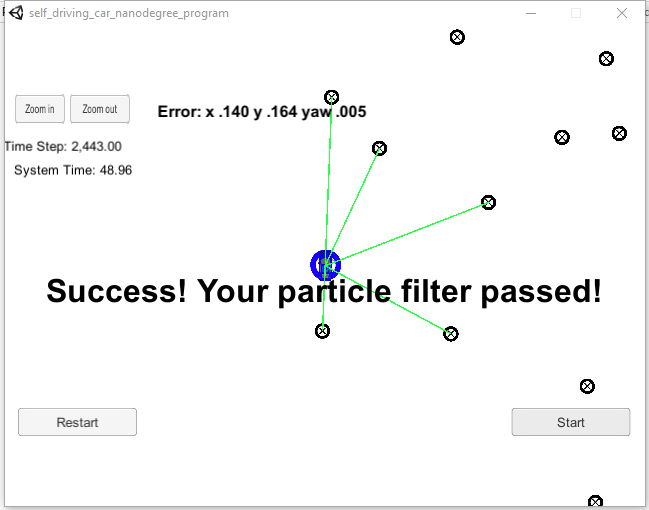 self_driving_car_nanodegree_program
Zoom in
Zoom out
Error: x .140 y .164 yaw .005
Time Step: 2,443.00
System Time: 48.96
Success! Your particle filter passed!
Restart
Start